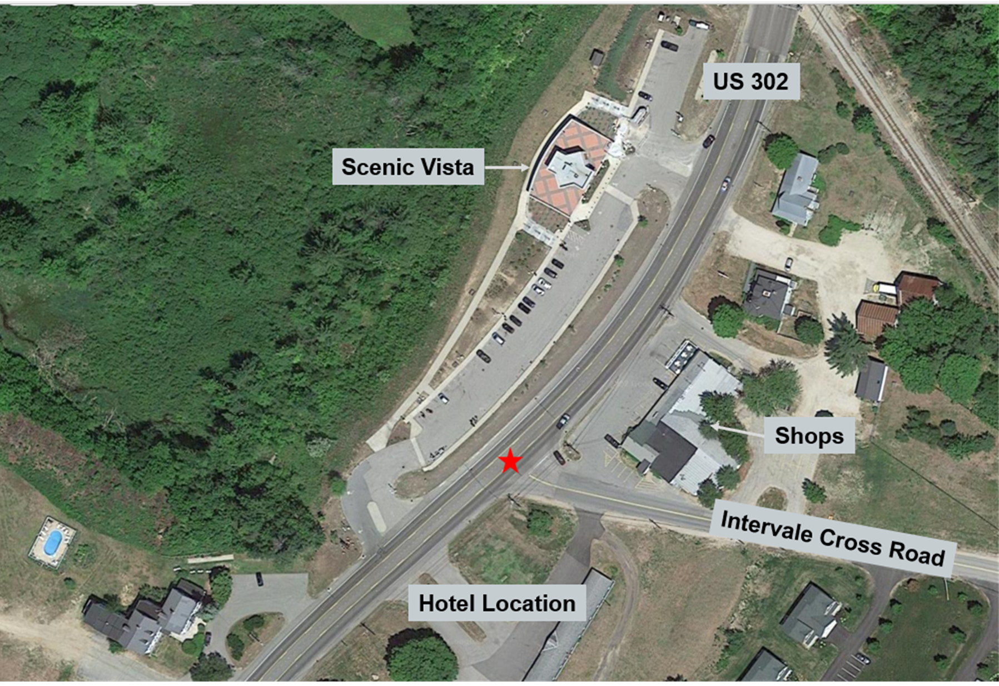 US 302
Scenic Vista
Shops
Intervale Cross Road
Hotel Location